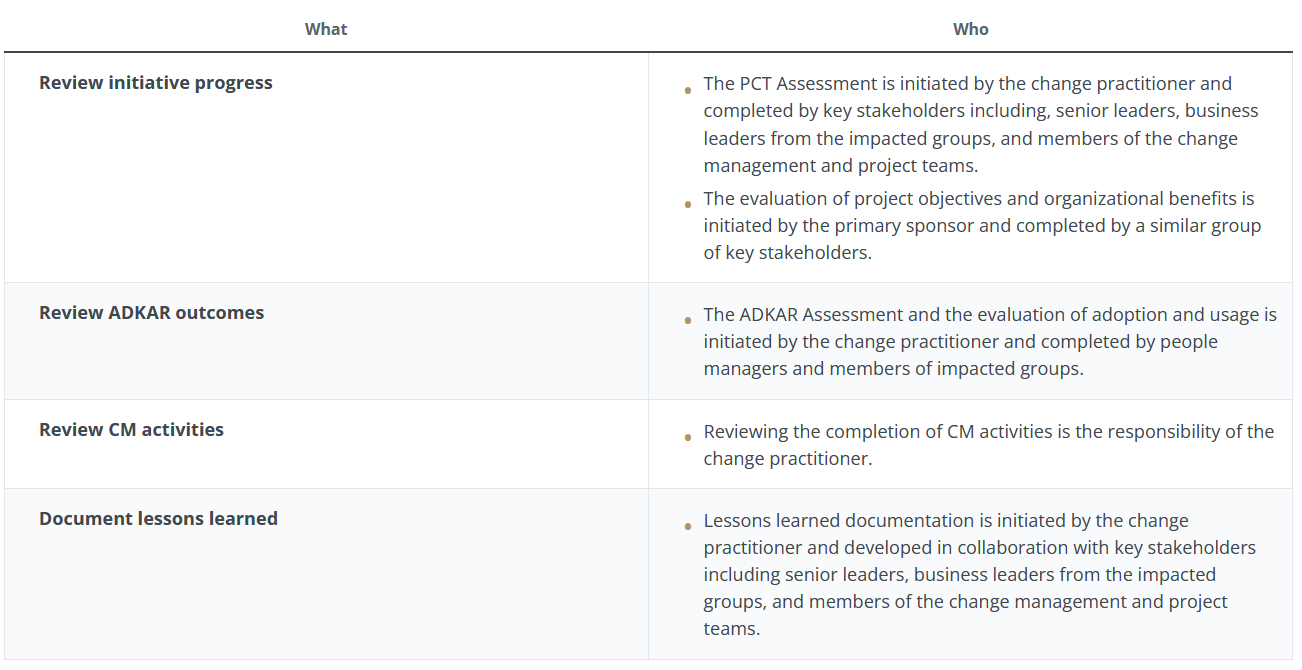 What
Who
Review initiative progress
The PCT Assessment is initiated by the change practitioner and
completed by key stakeholders including, senior leaders, business
leaders from the impacted groups, and members of the change
management and project teams.
The evaluation of project objectives and organizational benefits is
initiated by the primary sponsor and completed by a similar group
of key stakeholders.
Review ADKAR outcomes
The ADKAR Assessment and the evaluation of adoption and usage is
initiated by the change practitioner and completed by people
managers and members of impacted groups.
Review CM activities
Reviewing the completion of CM activities is the responsibility of the
change practitioner.
Document lessons learned
Lessons learned documentation is initiated by the change
practitioner and developed in collaboration with key stakeholders
including senior leaders, business leaders from the impacted
groups, and members of the change management and project
teams.